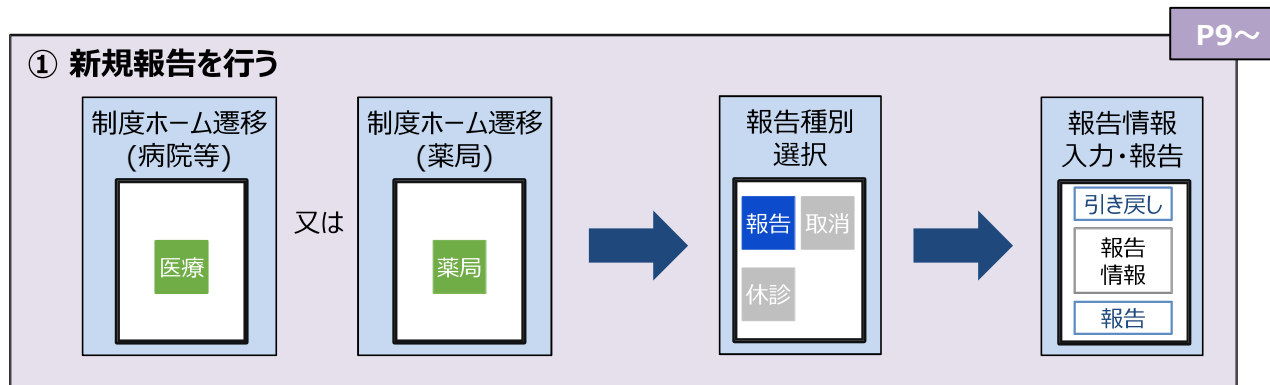 P9～
① 新規報告を行う
制度ホーム遷移
(病院等)
医療
又は
制度ホーム遷移
(薬局)
薬局
報告種別
選択
報告
取消
休診
報告情報
入力・報告
引き戻し
報告
情報
報告